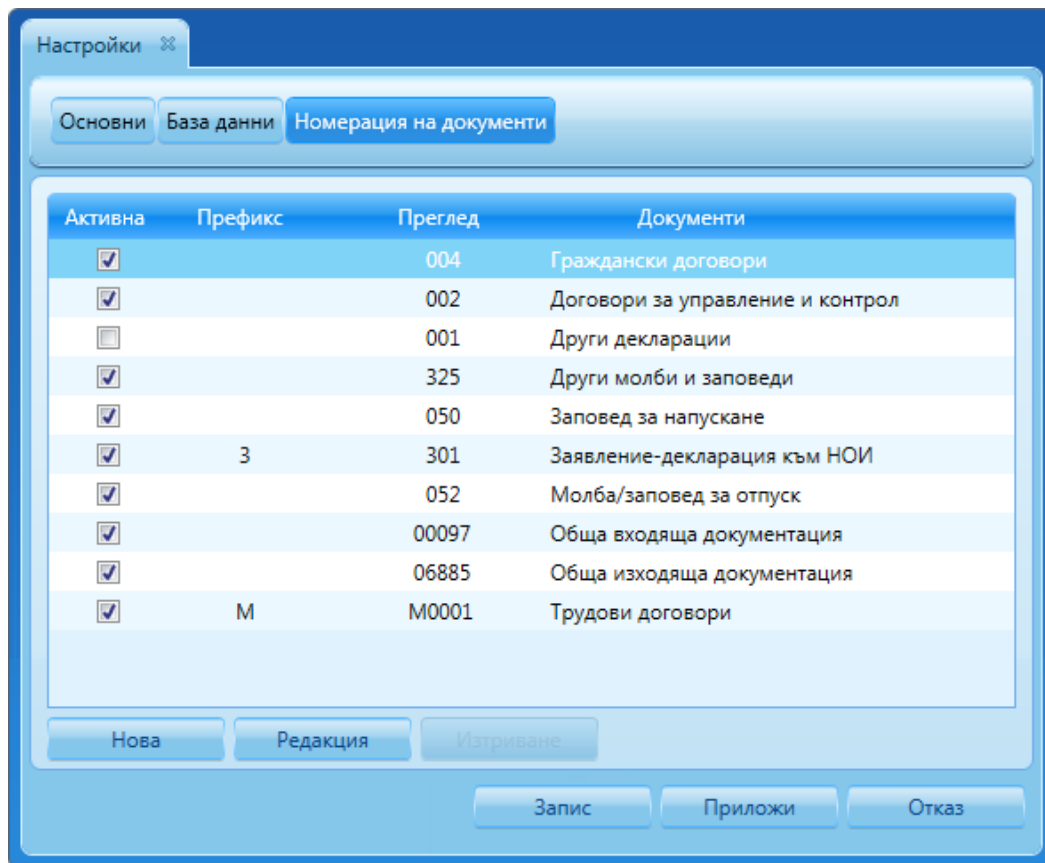 Настройки
Основни База данни Номерация на документи
Активна Префикс Преглед Документи
004 Граждански договори
002 Договори за управление и контрол
001 Други декларации
325 Други молби и заповеди
050 Заповед за напускане
З 301 Заявление-декларация към НОИ
052 Молба/заповед за отпуск
00097 Обща входяща документация
06885 Обща изходяща документация
М М0001 Трудови договори
Нова Редакция Изтриване
Запис Приложи Отказ